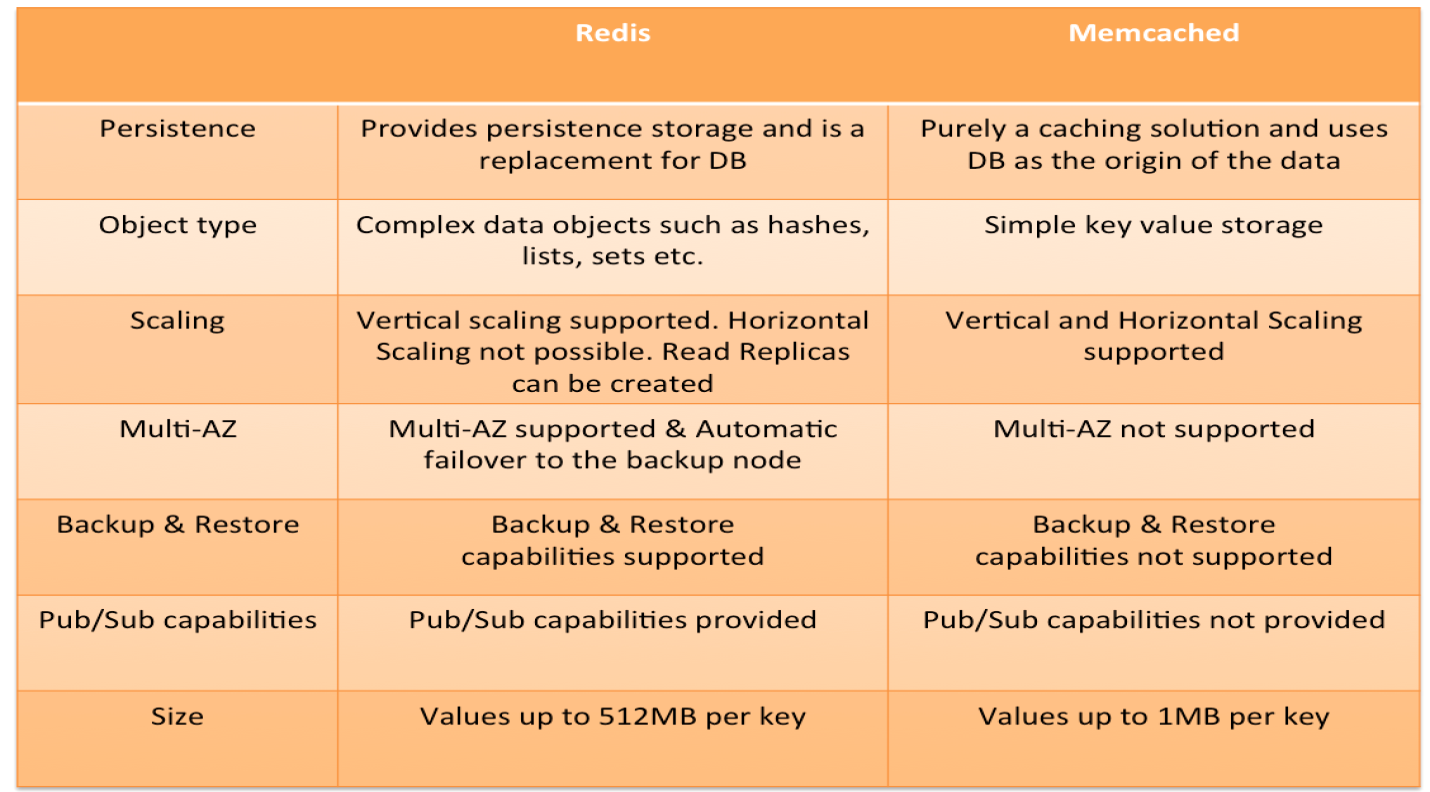 Redis
Memcached
Persistence
Provides persistence storage and is a
replacement for DB
Purely a caching solution and uses
DB as the origin of the data
Object type
Complex data objects such as hashes,
lists, sets etc.
Simple key value storage
Scaling
Vertical scaling supported. Horizontal
Scaling not possible. Read Replicas
can be created
Vertical and Horizontal Scaling
supported
Multi-AZ
Multi-AZ supported & Automatic
failover to the backup node
Multi-AZ not supported
Backup & Restore
Backup & Restore
capabilities supported
Backup & Restore
capabilities not supported
Pub/Sub capabilities
Pub/Sub capabilities provided
Pub/Sub capabilities not provided
Size
Values up to 512MB per key
Values up to 1MB per key